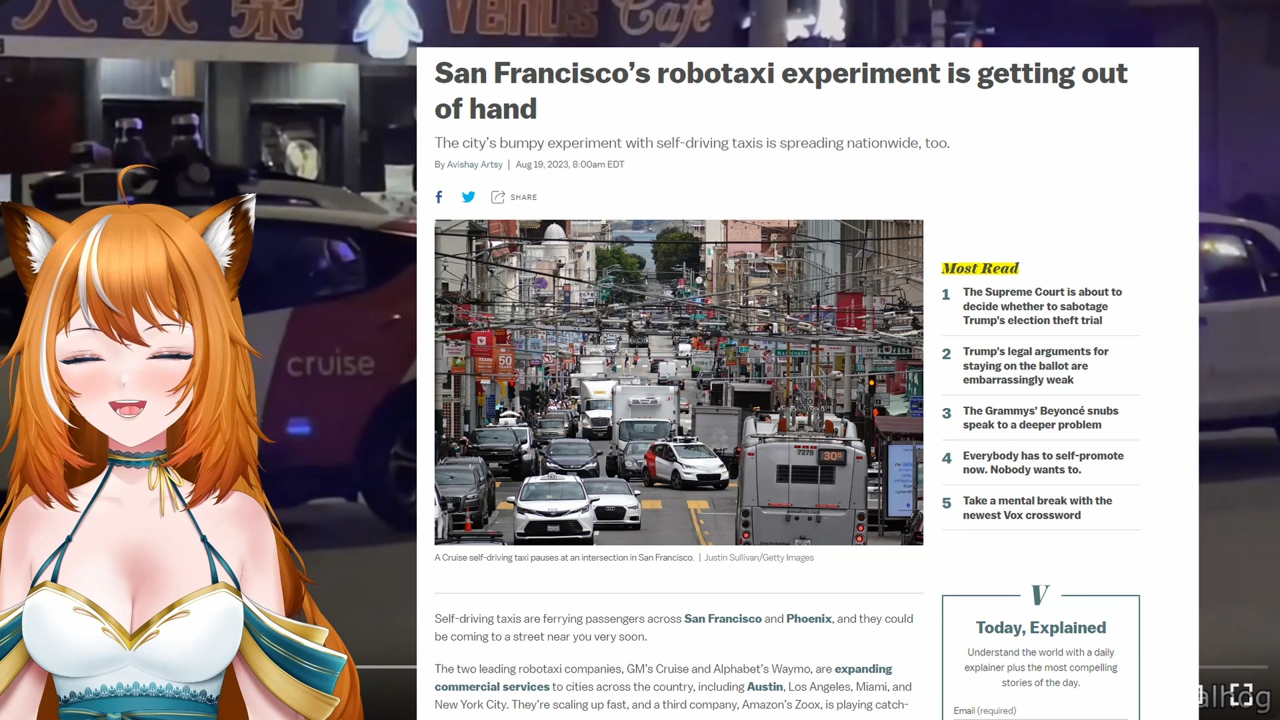 大家樂
VENUS Café
San Francisco’s robotaxi experiment is getting out
of hand
The city’s bumpy experiment with self-driving taxis is spreading nationwide, too.
By Avishay Artsy | Aug 19, 2023, 8:00am EDT
SHARE
cruise
50
7275
30
Most Read
1 The Supreme Court is about to
decide whether to sabotage
Trump’s election theft trial
2 Trump’s legal arguments for
staying on the ballot are
embarrassingly weak
3 The Grammys’ Beyoncé snubs
speak to a deeper problem
4 Everybody has to self-promote
now. Nobody wants to.
5 Take a mental break with the
newest Vox crossword
A Cruise self-driving taxi pauses at an intersection in San Francisco. | Justin Sullivan/Getty Images
Self-driving taxis are ferrying passengers across San Francisco and Phoenix, and they could
be coming to a street near you very soon.
The two leading robotaxi companies, GM’s Cruise and Alphabet’s Waymo, are expanding
commercial services to cities across the country, including Austin, Los Angeles, Miami, and
New York City. They’re scaling up fast, and a third company, Amazon’s Zoox, is playing catch-
V
Today, Explained
Understand the world with a daily
explainer plus the most compelling
stories of the day.
Email (required)